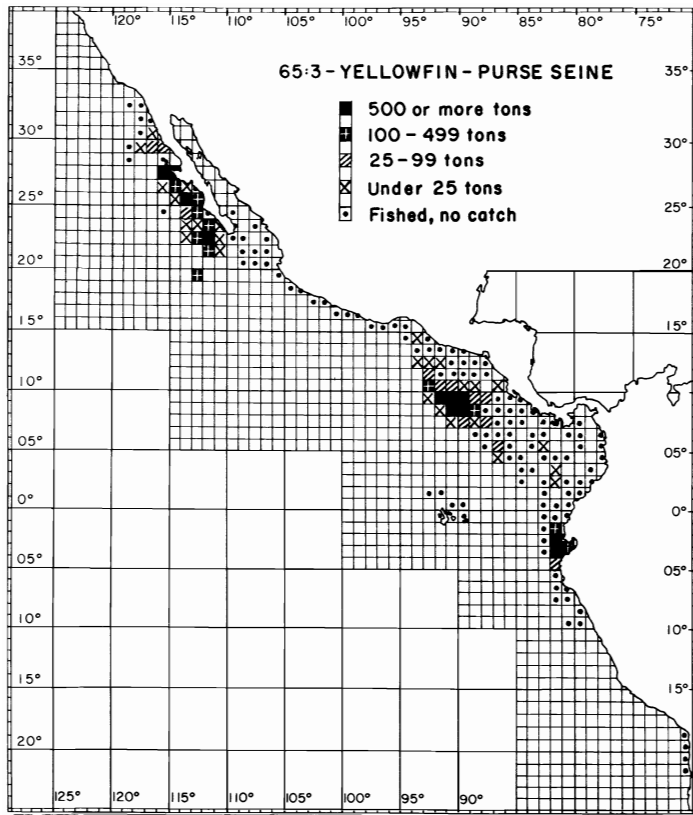 120° 115° 110° 105° 100° 95° 90° 85° 80° 75°
65:3-YELLOWFIN-PURSE SEINE
500 or more tons
100-499 tons
25-99 tons
Under 25 tons
Fished, no catch
35° 35°
30° 30°
25° 25°
20° 20°
15° 15°
10° 10°
05° 05°
0° 0°
05° 05°
10° 10°
15° 15°
20°
125° 120° 115° 110° 105° 100° 95° 90°